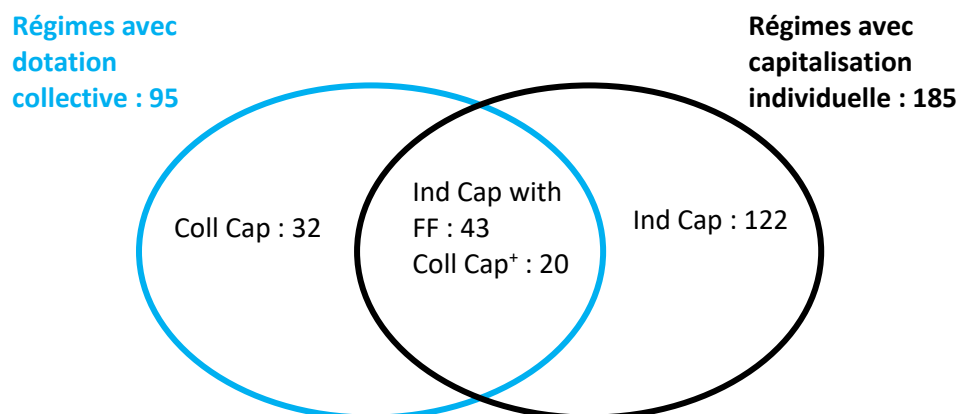 Régimes avec
dotation
collective : 95
Régimes avec
capitalisation
individuelle : 185
Coll Cap : 32
Ind Cap with
FF : 43
Coll Cap⁺ : 20
Ind Cap : 122